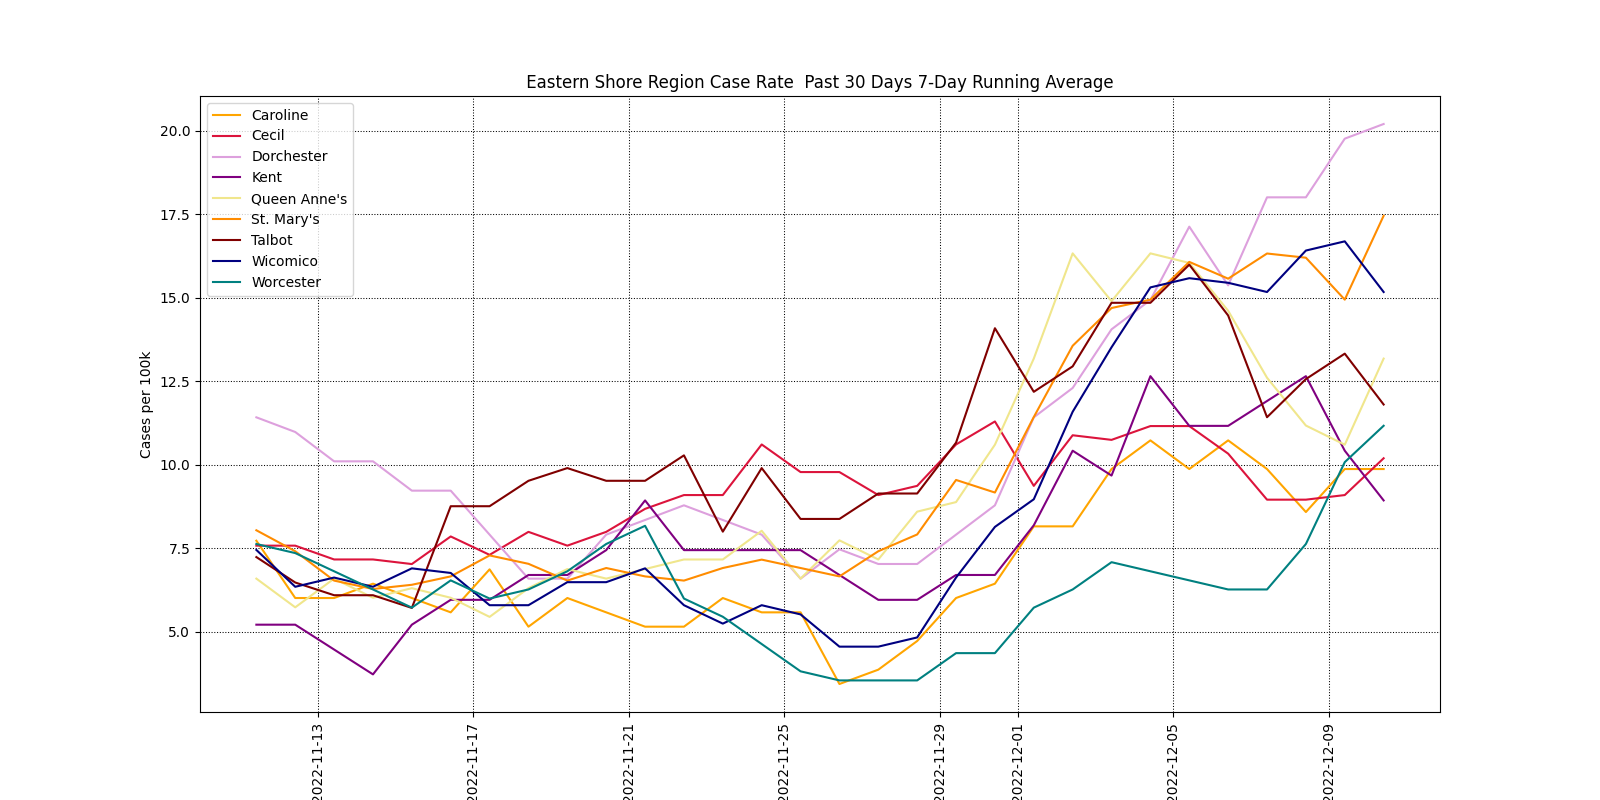 Eastern Shore Region Case Rate  Past 30 Days 7-Day Running Average
Caroline
Cecil
Dorchester
Kent
Queen Anne's
St. Mary's
Talbot
Wicomico
Worcester
Cases per 100k
20.0
17.5
15.0
12.5
10.0
7.5
5.0
2022-11-13
2022-11-17
2022-11-21
2022-11-25
2022-11-29
2022-12-01
2022-12-05
2022-12-09